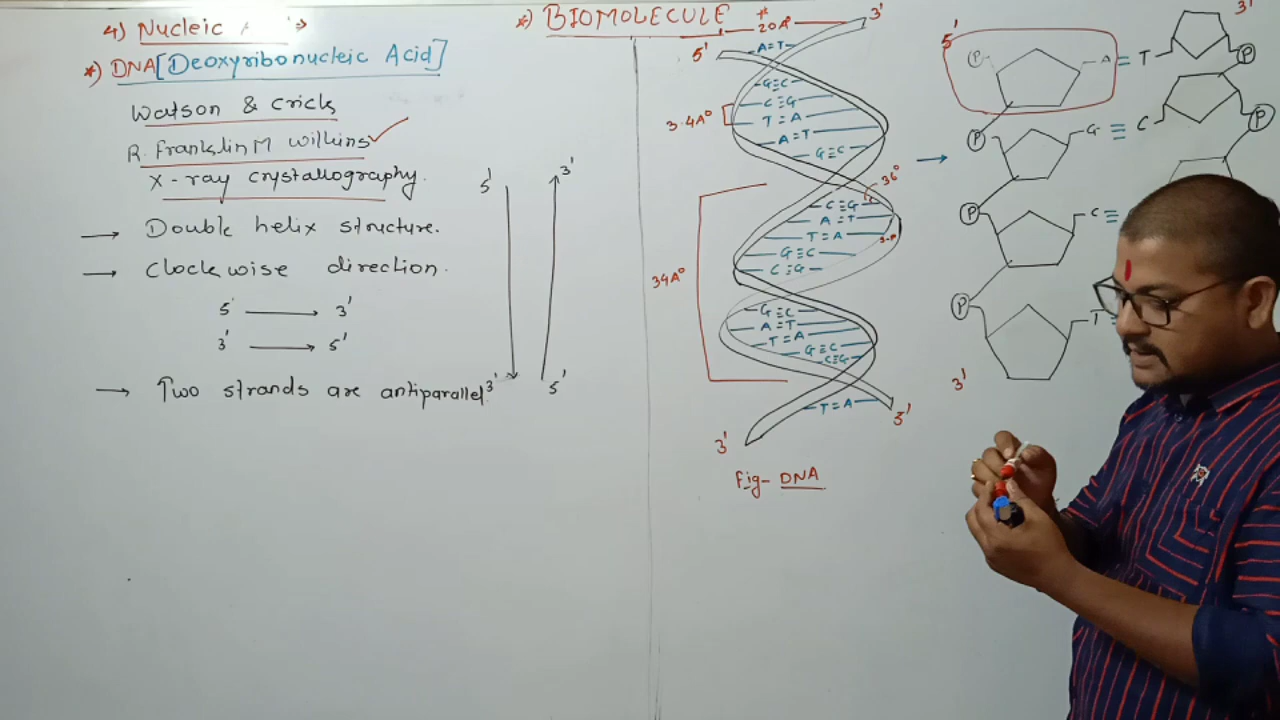 *) BIOMOLECULE
4) Nucleic
*) DNA [Deoxyribonucleic Acid]
Watson & Crick
R. Franklin M wilkins
X-ray crystallography.
→ Double helix structure.
→ Clockwise direction.
5' → 3'
3' → 5'
→ Two strands are antiparallel
5' 3'
3' 5'
20A°
3'
5'
A=T
G≡C
C≡G
3.4A°
T=A
A=T
G≡C
36°
C≡G
A=T
T=A
G≡C
34A°
C≡G
G≡C
A=T
T=A
G≡C
C≡G
T=A
3'
5'
Fig- DNA
5' 3'
P A = T P
P G ≡ C P
P C ≡
P T
3'